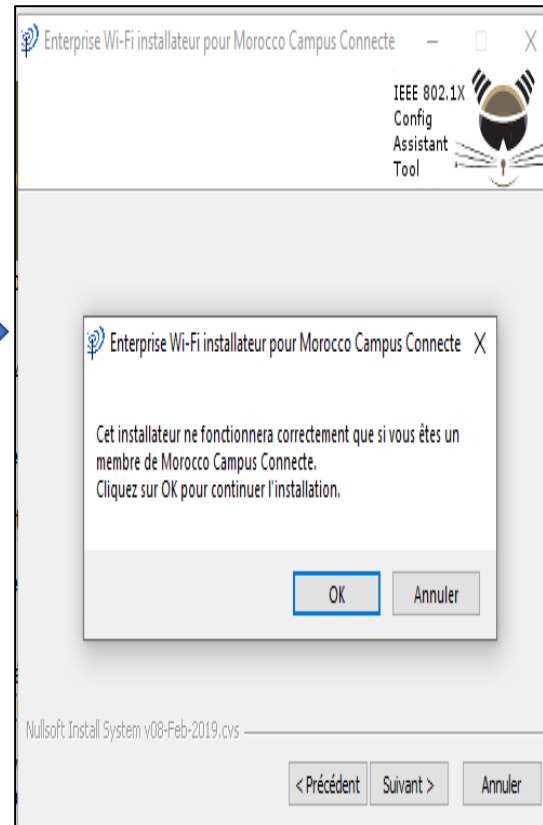 Enterprise Wi-Fi installateur pour Morocco Campus Connecte
IEEE 802.1X
Config
Assistant
Tool
Enterprise Wi-Fi installateur pour Morocco Campus Connecte
Cet installateur ne fonctionnera correctement que si vous êtes un
membre de Morocco Campus Connecte.
Cliquez sur OK pour continuer l'installation.
OK
Annuler
Nullsoft Install System v08-Feb-2019.cvs
< Précédent
Suivant >
Annuler